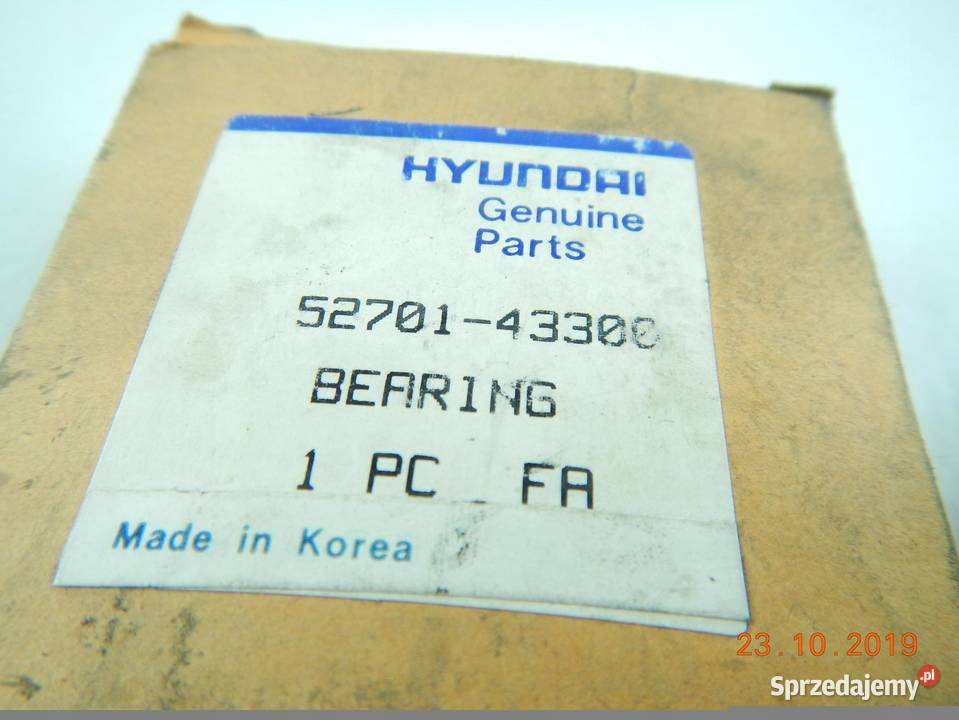 HYUNDAI
Genuine
Parts
52701-43300
BEARING
1 PC FA
Made in Korea
23.10.2019
Sprzedajemy.pl